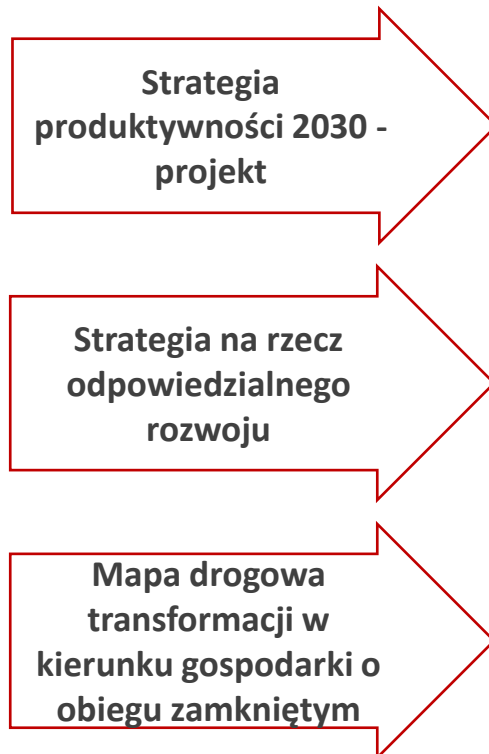 Strategia
produktywności 2030 -
projekt
Strategia na rzecz
odpowiedzialnego
rozwoju
Mapa drogowa
transformacji w
kierunku gospodarki o
obiegu zamkniętym